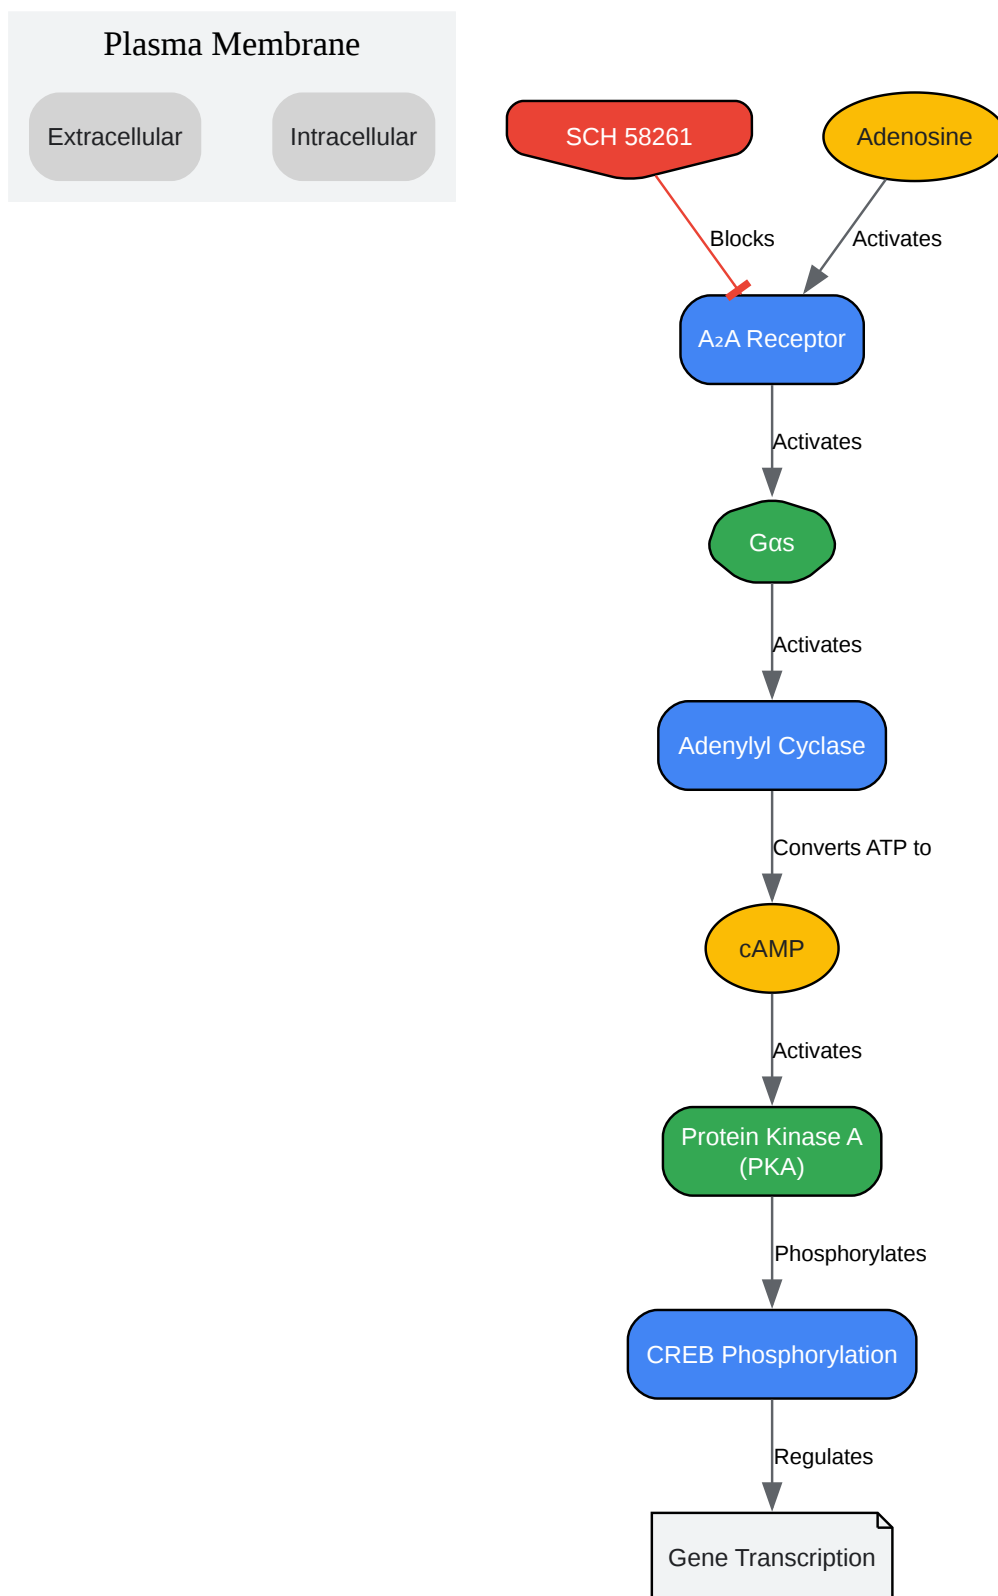 Plasma Membrane
Extracellular
Intracellular
SCH 58261
Adenosine
Blocks
Activates
A₂A Receptor
Activates
Gαs
Activates
Adenylyl Cyclase
Converts ATP to
cAMP
Activates
Protein Kinase A
(PKA)
Phosphorylates
CREB Phosphorylation
Regulates
Gene Transcription